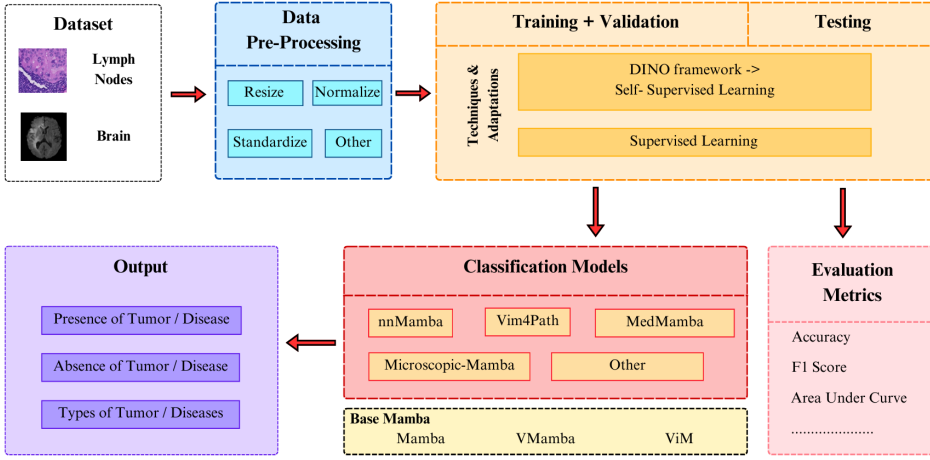 Dataset
Lymph
Nodes
Brain
Data
Pre-Processing
Resize
Normalize
Standardize
Other
Training + Validation
Testing
Techniques &
Adaptations
DINO framework ->
Self- Supervised Learning
Supervised Learning
Output
Presence of Tumor / Disease
Absence of Tumor / Disease
Types of Tumor / Diseases
Classification Models
nnMamba
Vim4Path
MedMamba
Microscopic-Mamba
Other
Base Mamba
Mamba
VMamba
ViM
Evaluation
Metrics
Accuracy
F1 Score
Area Under Curve
.....................